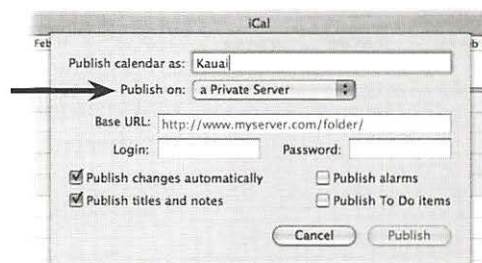 iCal
Feb
Publish calendar as: Kauai
Publish on: a Private Server
Base URL: http://www.myserver.com/folder/
Login: Password:
Publish changes automatically Publish alarms
Publish titles and notes Publish To Do items
Cancel Publish